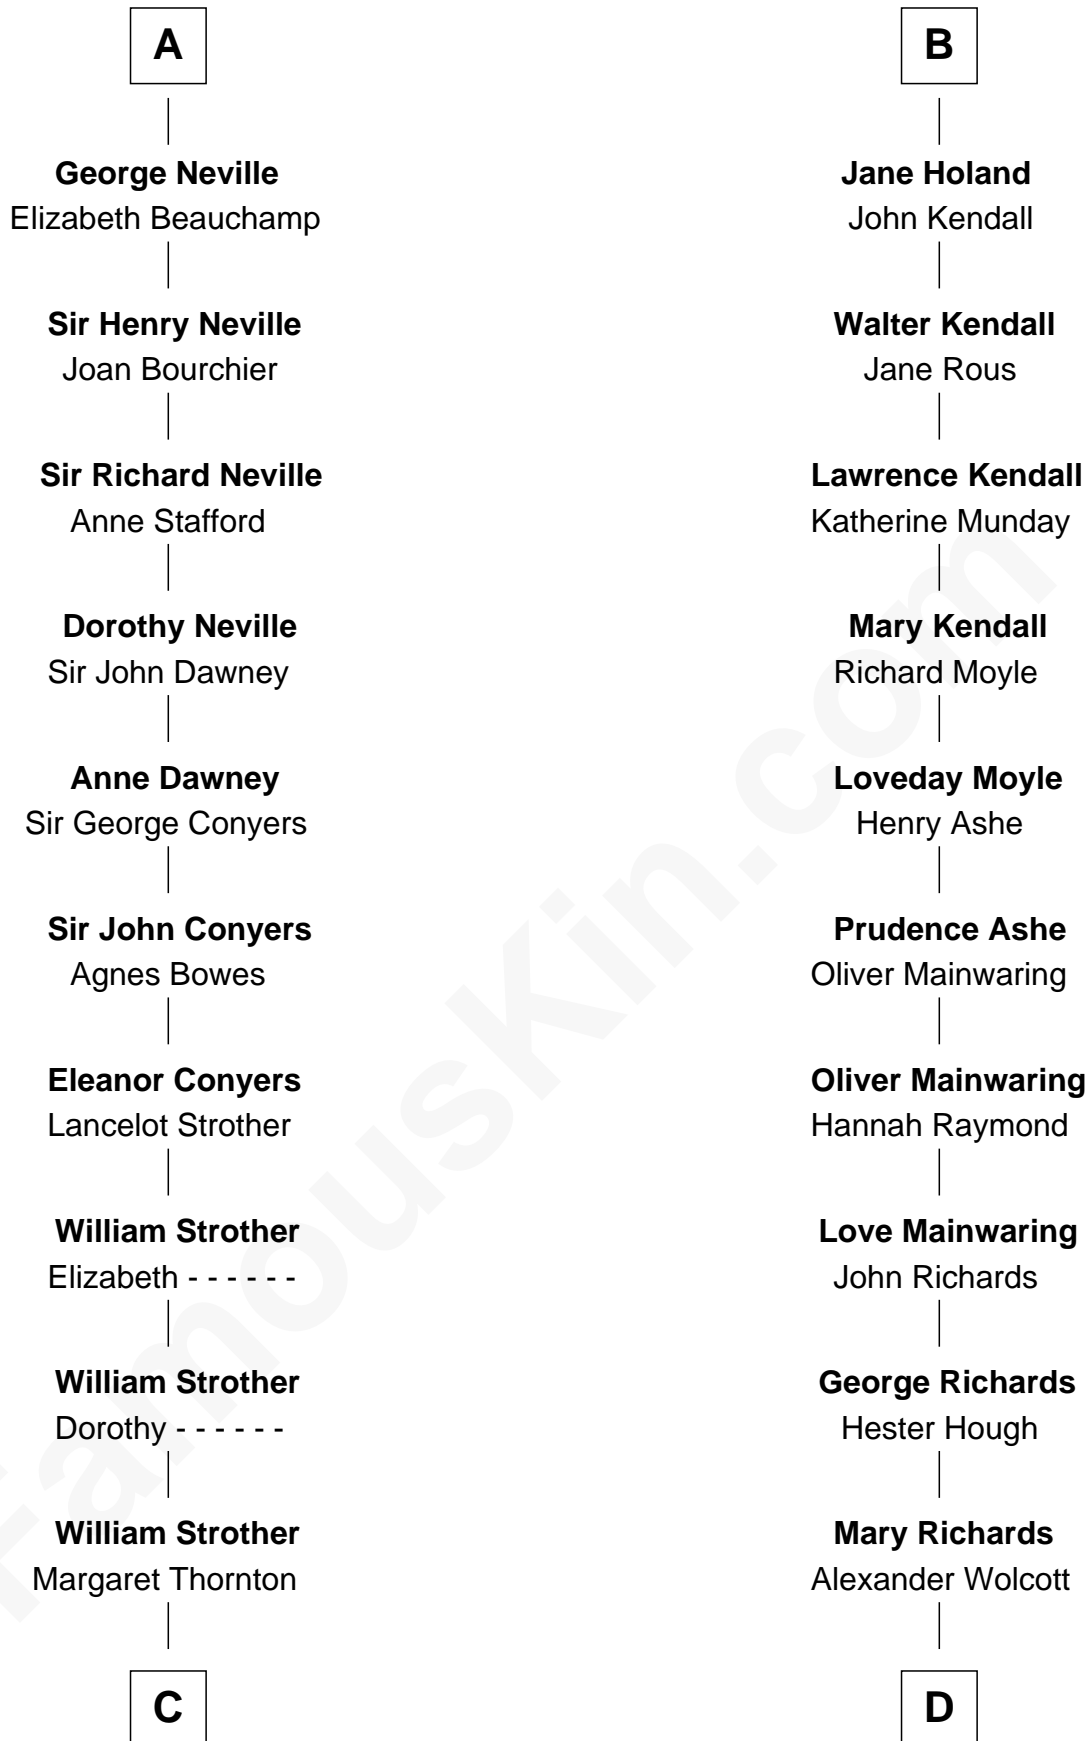 A
George Neville
Elizabeth Beauchamp
Sir Henry Neville
Joan Bourchier
Sir Richard Neville
Anne Stafford
Dorothy Neville
Sir John Dawney
Anne Dawney
Sir George Conyers
Sir John Conyers
Agnes Bowes
Eleanor Conyers
Lancelot Strother
William Strother
Elizabeth - - - - - -
William Strother
Dorothy - - - - - -
William Strother
Margaret Thornton
C
B
Jane Holand
John Kendall
Walter Kendall
Jane Rous
Lawrence Kendall
Katherine Munday
Mary Kendall
Richard Moyle
Loveday Moyle
Henry Ashe
Prudence Ashe
Oliver Mainwaring
Oliver Mainwaring
Hannah Raymond
Love Mainwaring
John Richards
George Richards
Hester Hough
Mary Richards
Alexander Wolcott
D
FamousKin.com